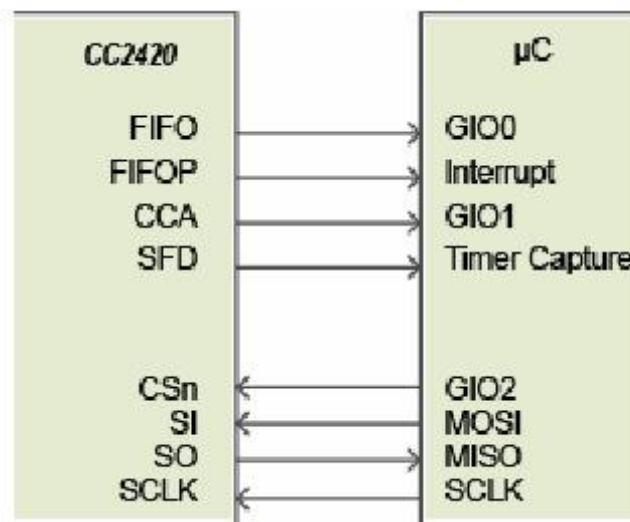 CC2420 µC
FIFO GIO0
FIFOP Interrupt
CCA GIO1
SFD Timer Capture
CSn GIO2
SI MOSI
SO MISO
SCLK SCLK